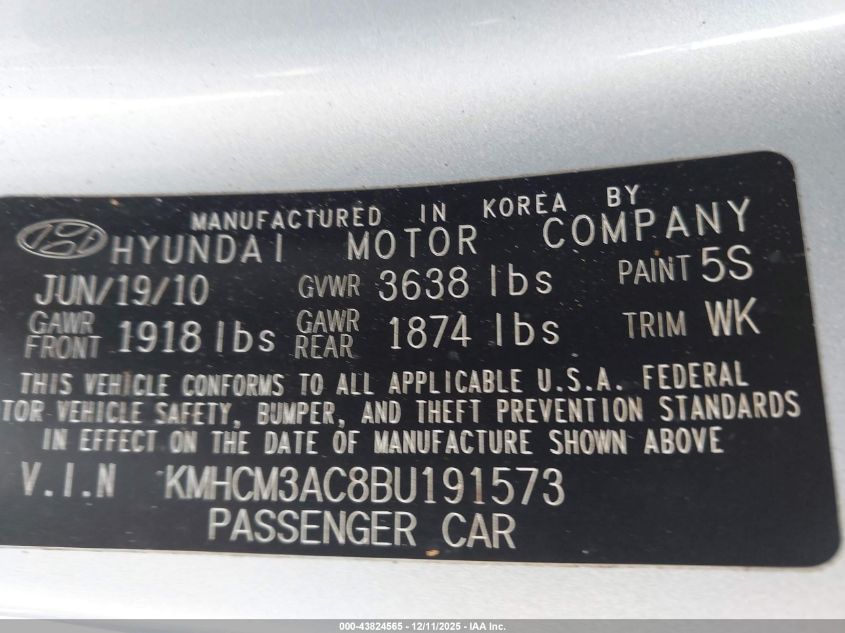 MANUFACTURED IN KOREA BY
HYUNDAI MOTOR COMPANY
JUN/19/10 GVWR 3638 lbs PAINT 5S
GAWR FRONT 1918 lbs GAWR REAR 1874 lbs TRIM WK
THIS VEHICLE CONFORMS TO ALL APPLICABLE U.S.A. FEDERAL
TOR VEHICLE SAFETY, BUMPER, AND THEFT PREVENTION STANDARDS
IN EFFECT ON THE DATE OF MANUFACTURE SHOWN ABOVE
V.I.N KMHCM3AC8BU191573
PASSENGER CAR
000-43824565 - 12/11/2025 - IAA Inc.